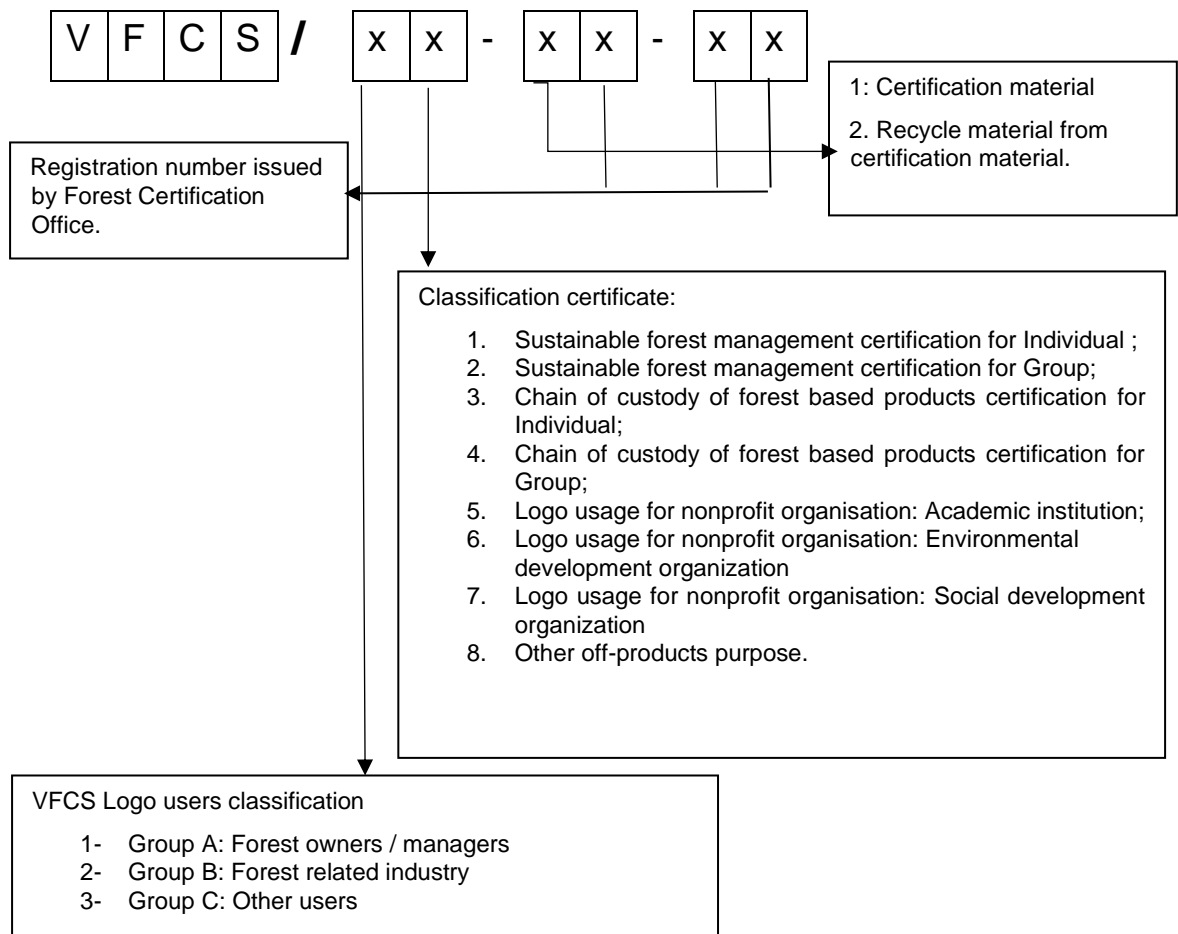 V F C S / x x - x x - x x
1: Certification material
2. Recycle material from
certification material.
Registration number issued
by Forest Certification
Office.
Classification certificate:
1. Sustainable forest management certification for Individual ;
2. Sustainable forest management certification for Group;
3. Chain of custody of forest based products certification for
Individual;
4. Chain of custody of forest based products certification for
Group;
5. Logo usage for nonprofit organisation: Academic institution;
6. Logo usage for nonprofit organisation: Environmental
development organization
7. Logo usage for nonprofit organisation: Social development
organization
8. Other off-products purpose.
VFCS Logo users classification
1- Group A: Forest owners / managers
2- Group B: Forest related industry
3- Group C: Other users